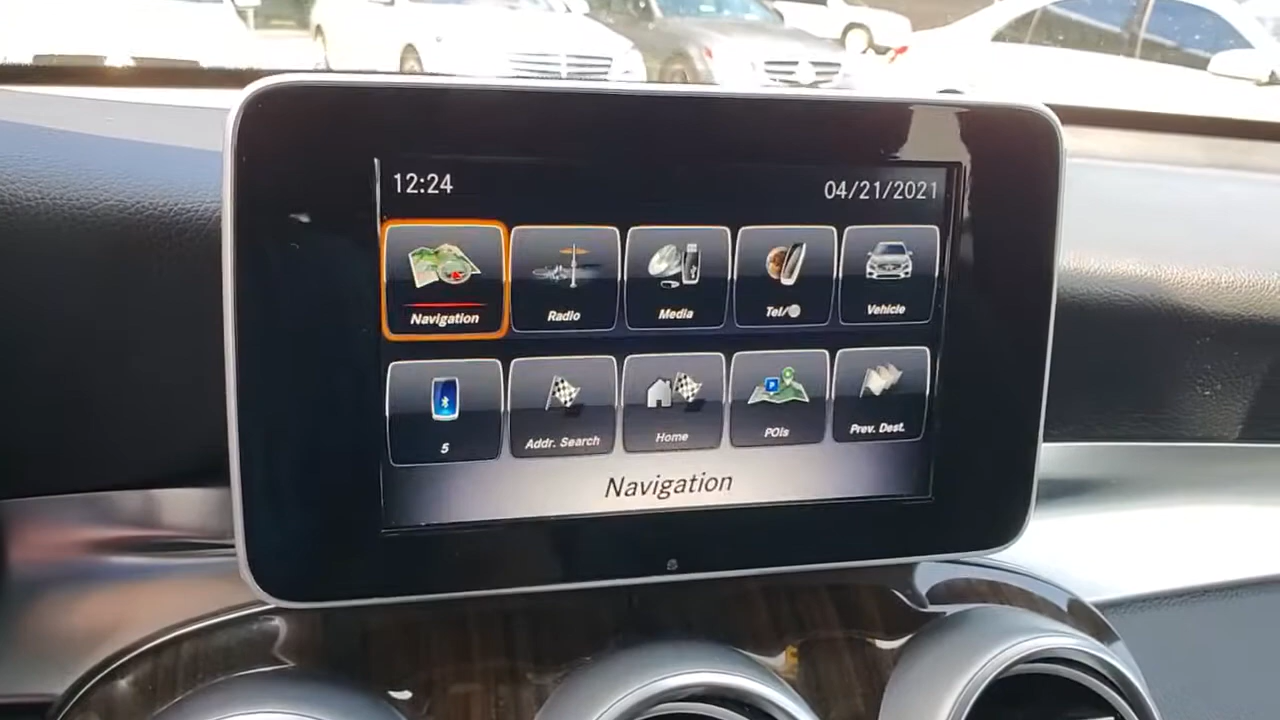 12:24 04/21/2021
Navigation Radio Media Tel/ Vehicle
5 Addr. Search Home POIs Prev. Dest.
Navigation